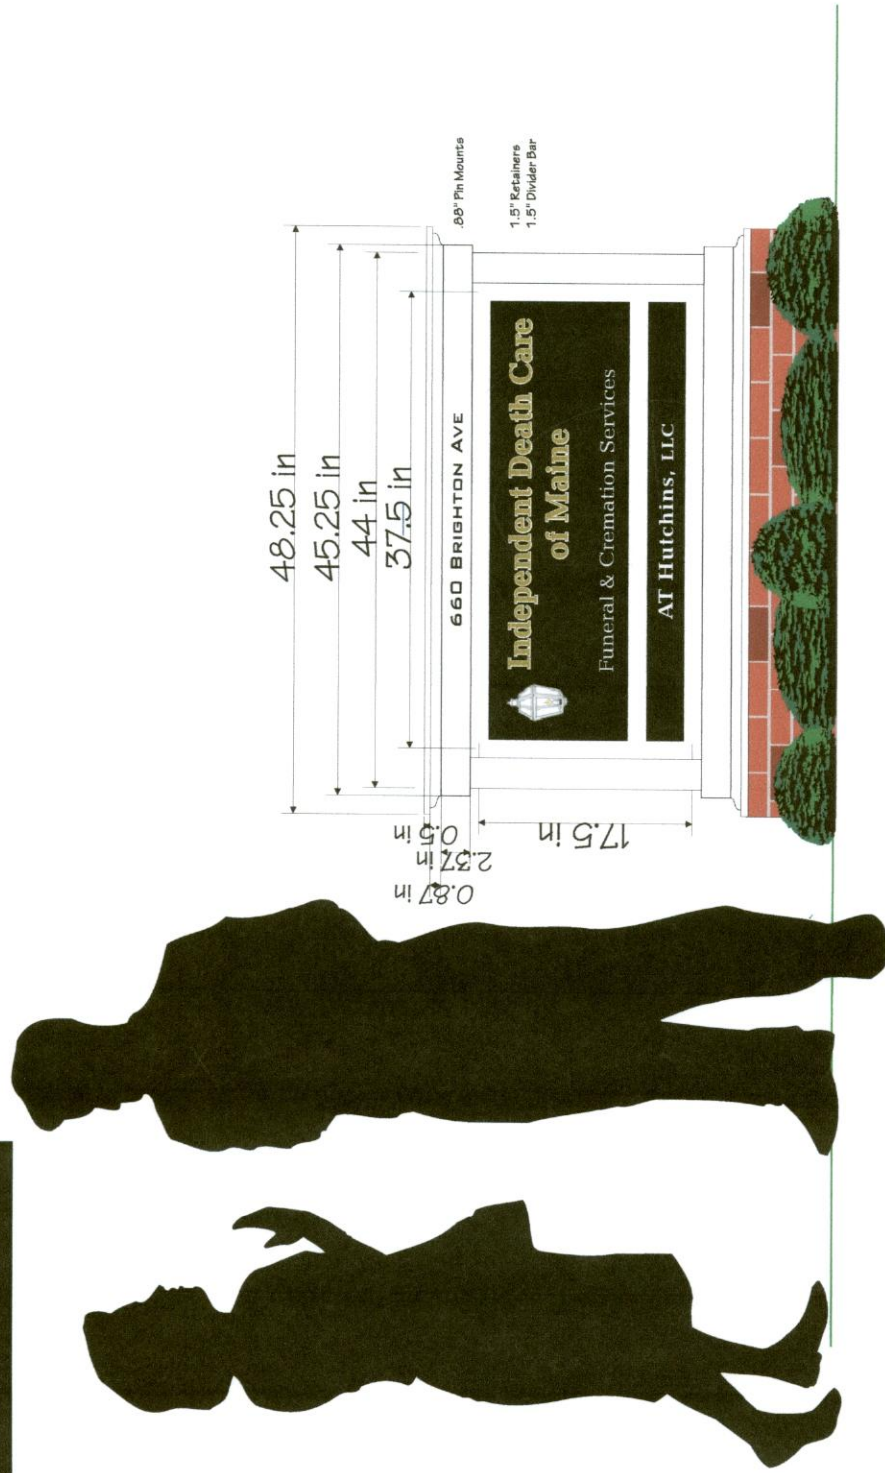 48.25 in
45.25 in
44 in
37.5 in
0.5 in
2.37 in
0.87 in
17.5 in
.88" Pin Mounts
1.5" Retainers
1.5" Divider Bar
660 BRIGHTON AVE
Independent Death Care
of Maine
Funeral & Cremation Services
AT Hutchins, LLC